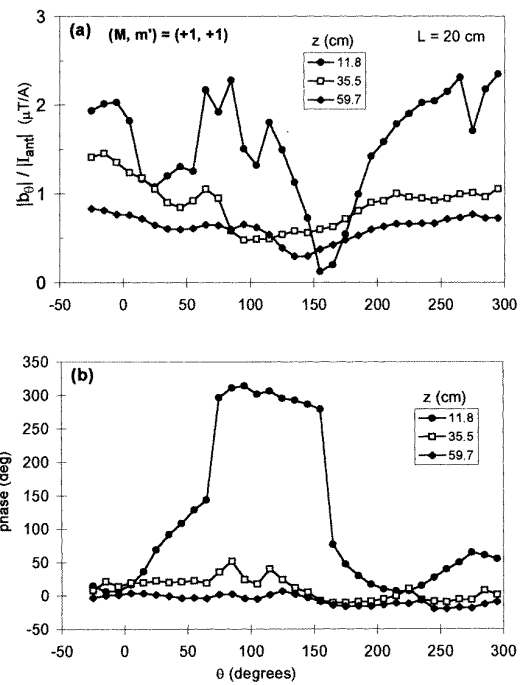 (a) (M, m') = (+1, +1) z (cm) L = 20 cm
11.8
35.5
59.7
|b_θ| / |I_ant| (μT/A)
3
2
1
0
-50 0 50 100 150 200 250 300
(b)
z (cm)
11.8
35.5
59.7
phase (deg)
350
300
250
200
150
100
50
0
-50
-50 0 50 100 150 200 250 300
θ (degrees)